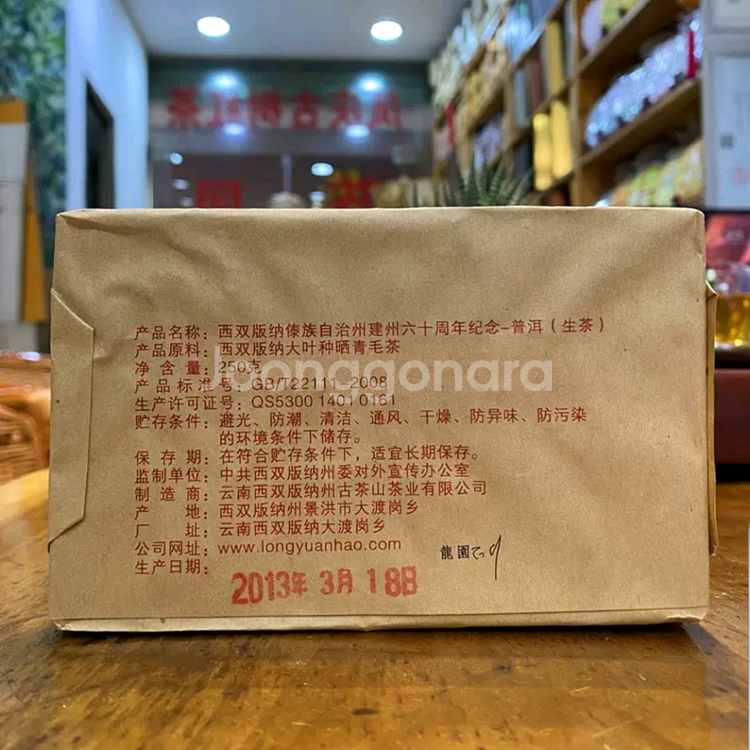 凤庆古树红茶
产品名称：西双版纳傣族自治州建州六十周年纪念-普洱（生茶）
产品原料：西双版纳大叶种晒青毛茶
净 含 量：250克
Joonggonara
产品标准号：GB/T22111-2008
生产许可证号：QS5300 1401 0161
贮存条件：避光、防潮、清洁、通风、干燥、防异味、防污染
的环境条件下储存。
保 存 期：在符合贮存条件下，适宜长期保存。
监制单位：中共西双版纳州委对外宣传办公室
制 造 商：云南西双版纳州古茶山茶业有限公司
产 地：西双版纳州景洪市大渡岗乡
厂 址：云南西双版纳大渡岗乡
公司网址：www.longyuanhao.com
龍園
生产日期：
2013年 3月 18日